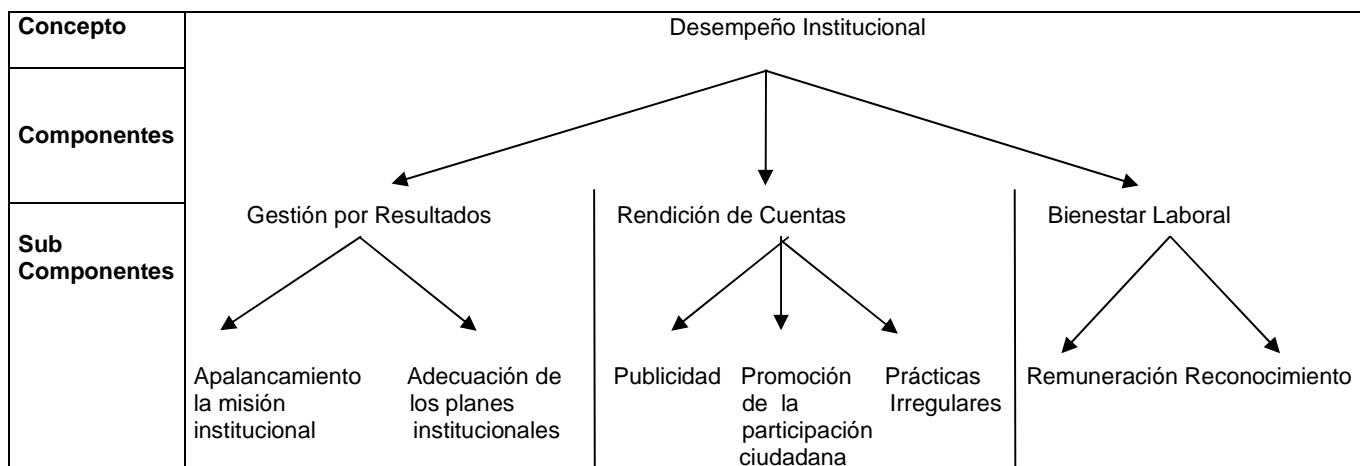 Concepto
Desempeño Institucional
Componentes
Gestión por Resultados
Rendición de Cuentas
Bienestar Laboral
Sub
Componentes
Apalancamiento
la misión
institucional
Adecuación de
los planes
institucionales
Publicidad
Promoción
de la
participación
ciudadana
Prácticas
Irregulares
Remuneración
Reconocimiento